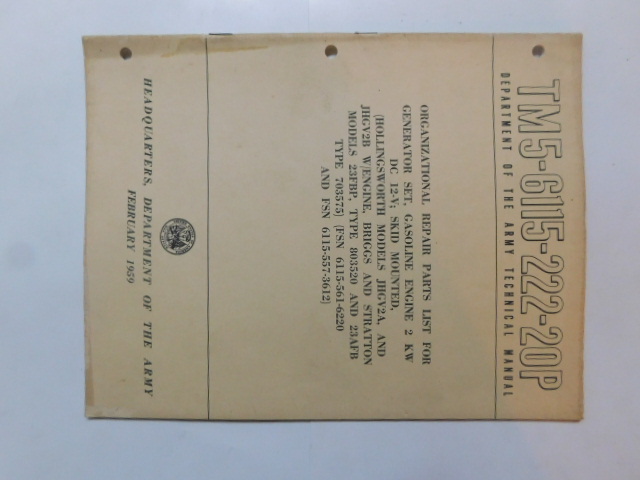 TM5-6115-222-20P
DEPARTMENT OF THE ARMY TECHNICAL MANUAL
ORGANIZATIONAL REPAIR PARTS LIST FOR
GENERATOR SET, GASOLINE ENGINE 2 KW
DC 12-V; SKID MOUNTED,
(HOLLINGSWORTH MODELS JHGV2A, AND
JHGV2B W/ENGINE, BRIGGS AND STRATTON
MODELS 23FBP, TYPE 803520 AND 23AFB
TYPE 703575) [FSN 6115-561-6220
AND FSN 6115-557-3612]
HEADQUARTERS, DEPARTMENT OF THE ARMY
FEBRUARY 1959